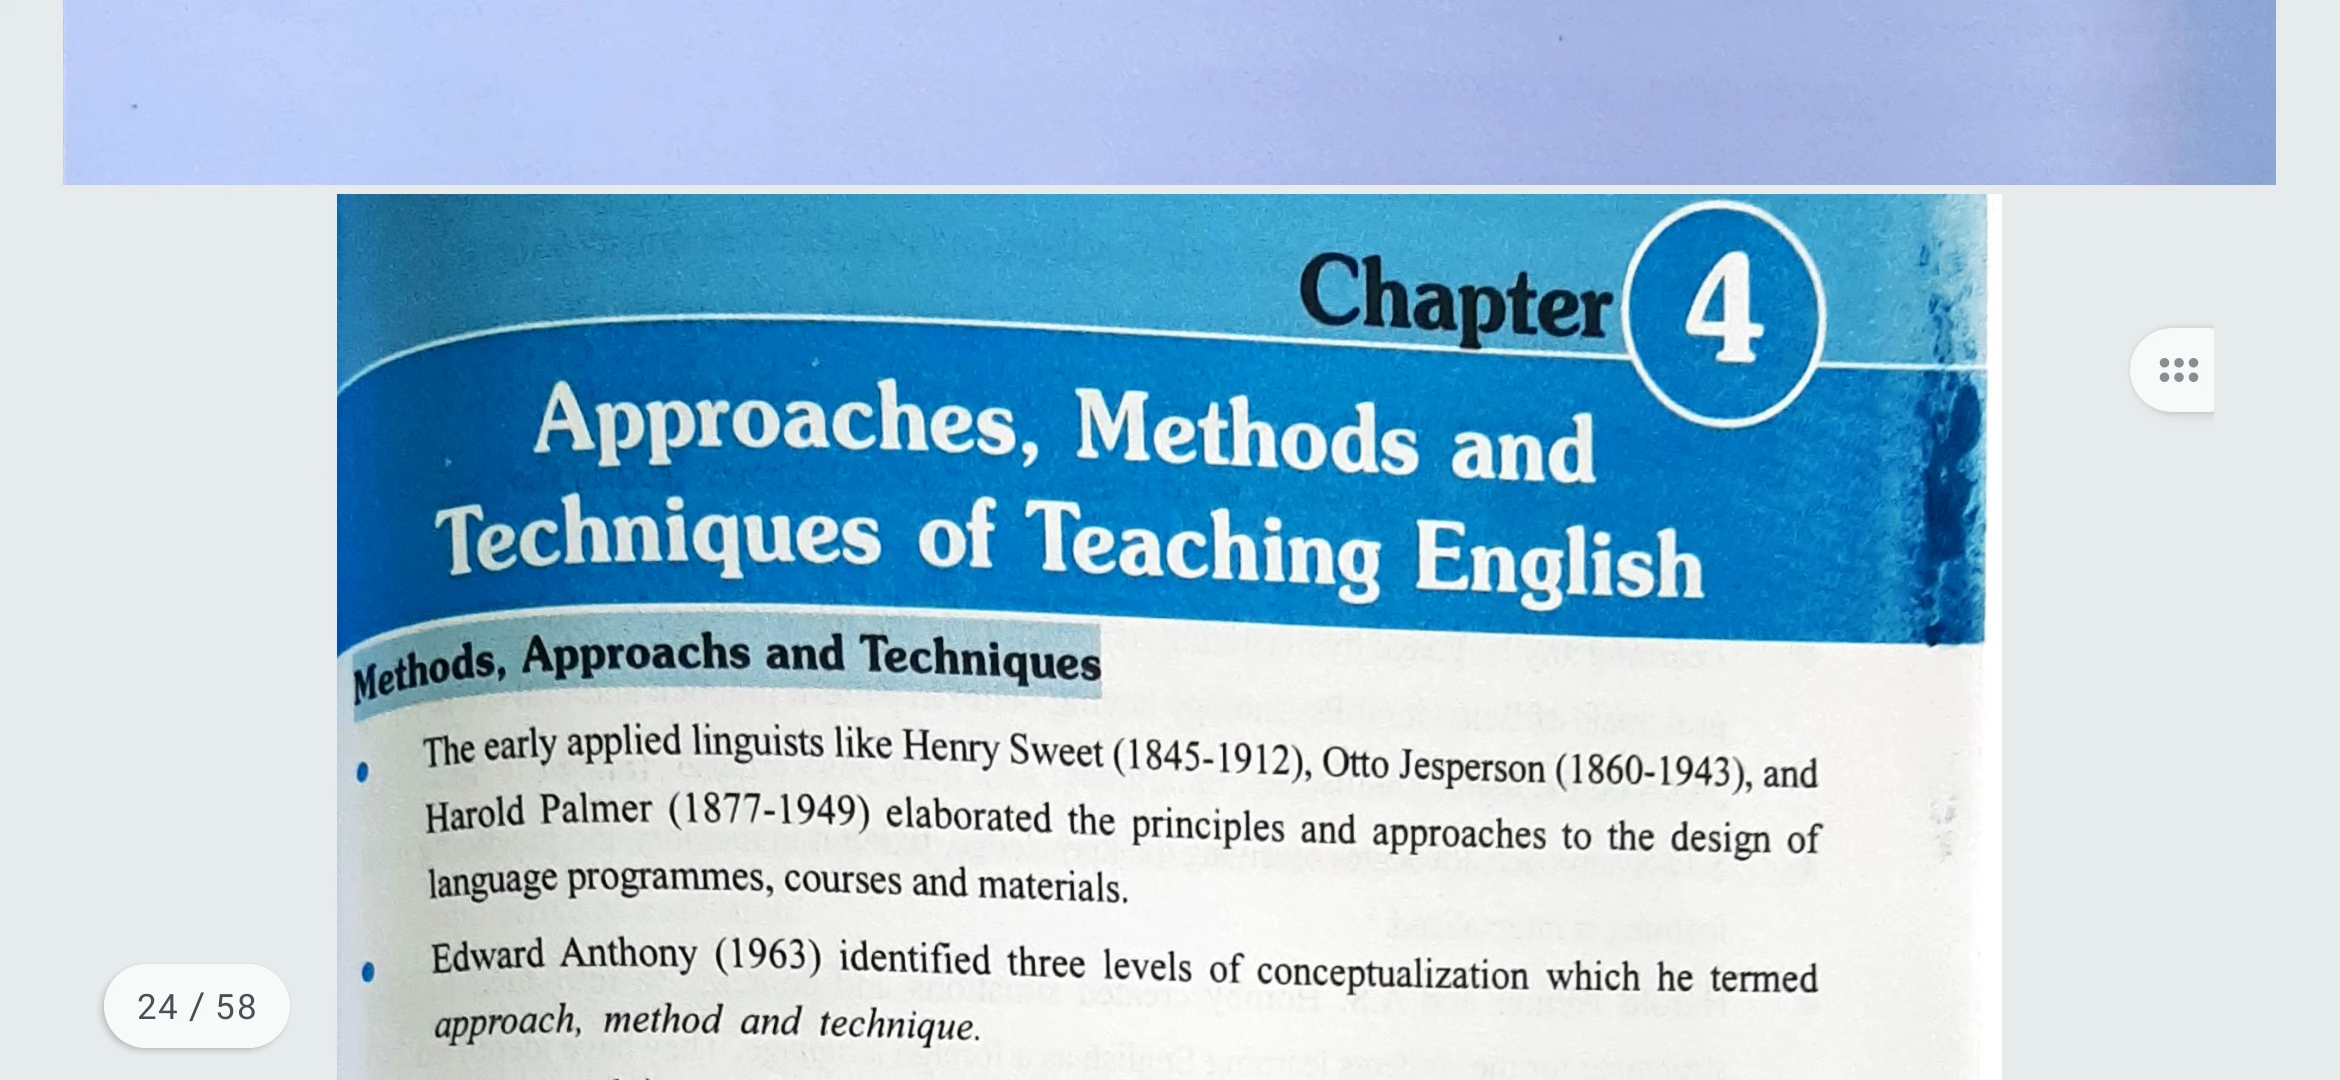 Chapter 4
Approaches, Methods and
Techniques of Teaching English
Methods, Approachs and Techniques
• The early applied linguists like Henry Sweet (1845-1912), Otto Jesperson (1860-1943), and
Harold Palmer (1877-1949) elaborated the principles and approaches to the design of
language programmes, courses and materials.
• Edward Anthony (1963) identified three levels of conceptualization which he termed
approach, method and technique.
24 / 58